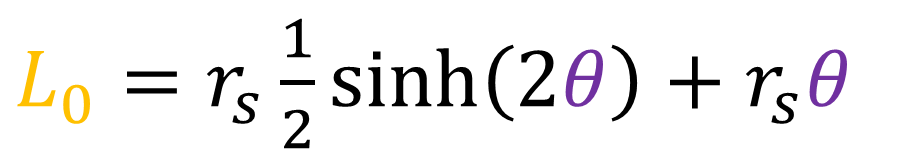 L₀ = rₛ ½ sinh(2θ) + rₛθ